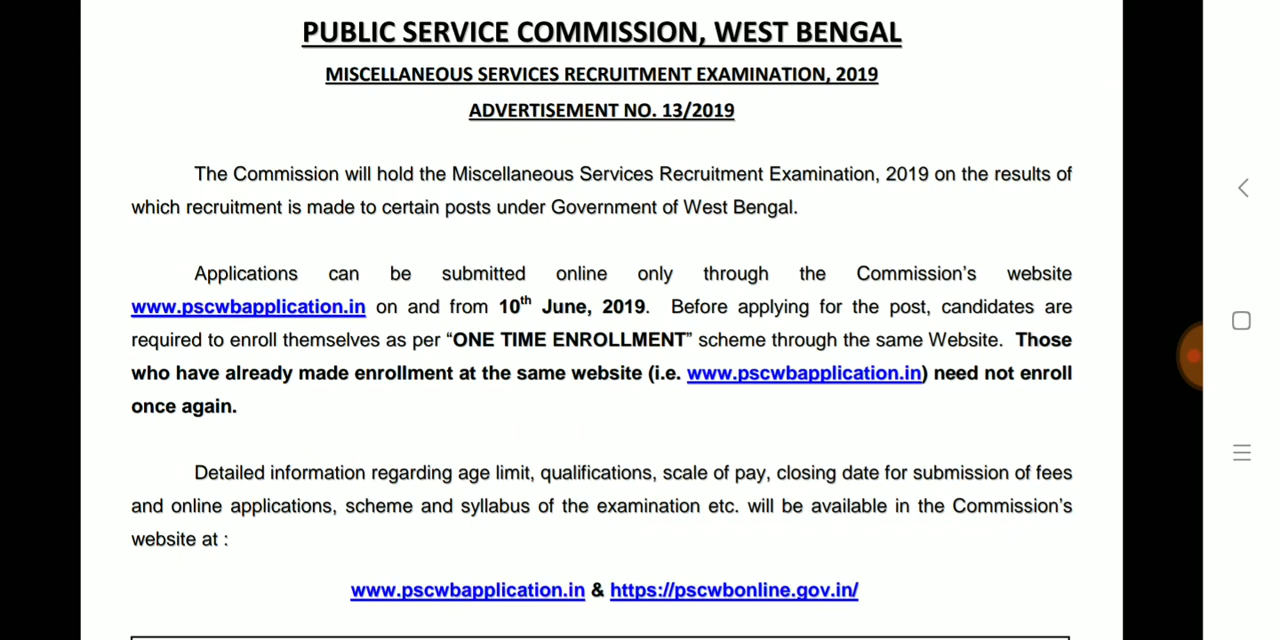 PUBLIC SERVICE COMMISSION, WEST BENGAL
MISCELLANEOUS SERVICES RECRUITMENT EXAMINATION, 2019
ADVERTISEMENT NO. 13/2019
The Commission will hold the Miscellaneous Services Recruitment Examination, 2019 on the results of
which recruitment is made to certain posts under Government of West Bengal.
Applications can be submitted online only through the Commission's website
www.pscwbapplication.in on and from 10th June, 2019. Before applying for the post, candidates are
required to enroll themselves as per “ONE TIME ENROLLMENT” scheme through the same Website. Those
who have already made enrollment at the same website (i.e. www.pscwbapplication.in) need not enroll
once again.
Detailed information regarding age limit, qualifications, scale of pay, closing date for submission of fees
and online applications, scheme and syllabus of the examination etc. will be available in the Commission's
website at :
www.pscwbapplication.in & https://pscwbonline.gov.in/